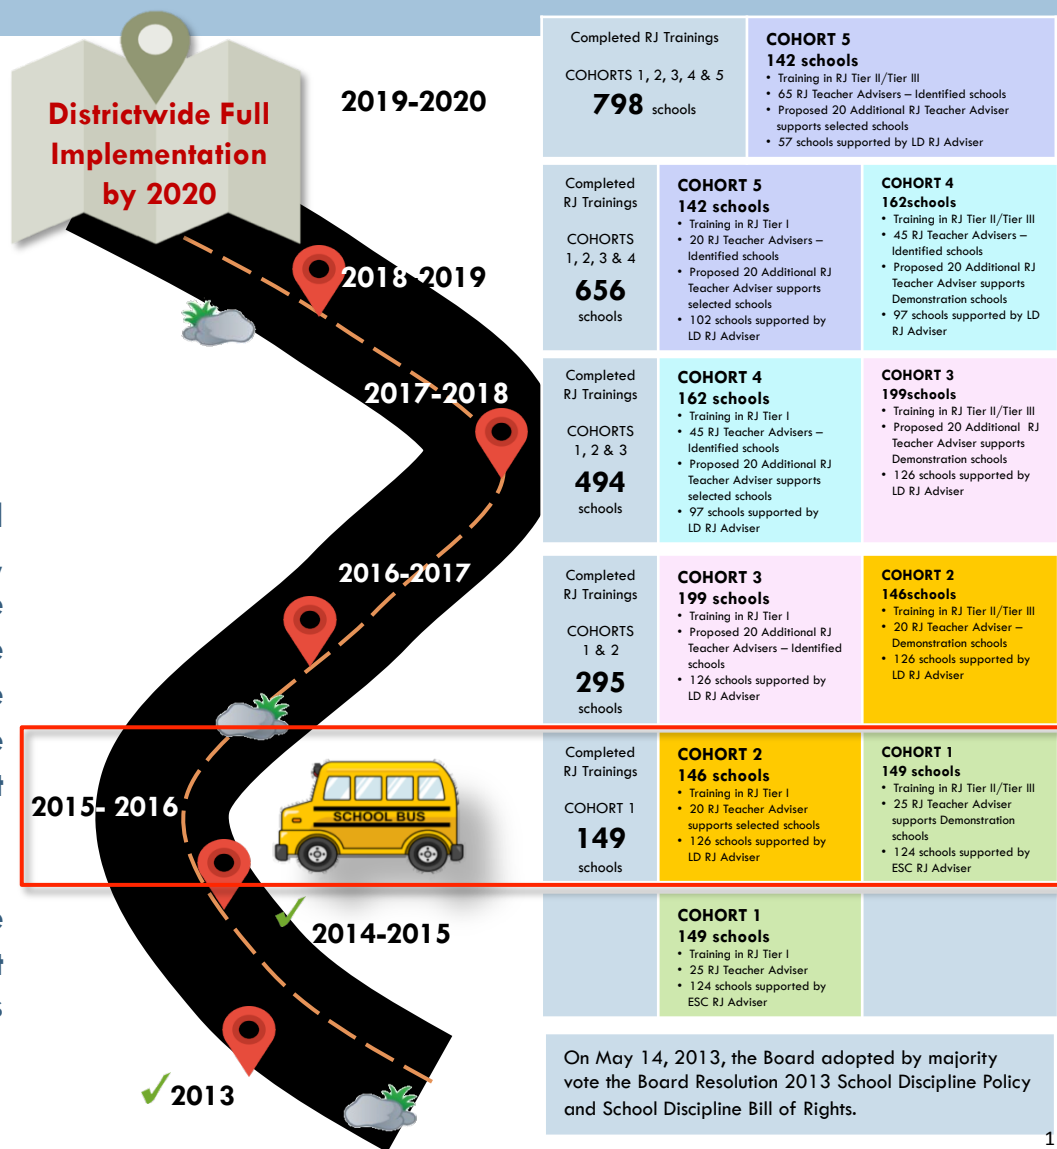 Districtwide Full
Implementation
by 2020
2019-2020
Completed RJ Trainings
COHORTS 1, 2, 3, 4 & 5
798 schools
COHORT 5
142 schools
• Training in RJ Tier II/Tier III
• 65 RJ Teacher Advisers – Identified schools
• Proposed 20 Additional RJ Teacher Adviser
supports selected schools
• 57 schools supported by LD RJ Adviser
2018-2019
Completed
RJ Trainings
COHORTS
1, 2, 3 & 4
656
schools
COHORT 5
142 schools
• Training in RJ Tier I
• 20 RJ Teacher Advisers –
Identified schools
• Proposed 20 Additional RJ
Teacher Adviser supports
selected schools
• 102 schools supported by
LD RJ Adviser
COHORT 4
162schools
• Training in RJ Tier II/Tier III
• 45 RJ Teacher Advisers –
Identified schools
• Proposed 20 Additional RJ
Teacher Adviser supports
Demonstration schools
• 97 schools supported by LD
RJ Adviser
2017-2018
Completed
RJ Trainings
COHORTS
1, 2 & 3
494
schools
COHORT 4
162 schools
• Training in RJ Tier I
• 45 RJ Teacher Advisers –
Identified schools
• Proposed 20 Additional RJ
Teacher Adviser supports
selected schools
• 97 schools supported by
LD RJ Adviser
COHORT 3
199schools
• Training in RJ Tier II/Tier III
• Proposed 20 Additional RJ
Teacher Adviser supports
Demonstration schools
• 126 schools supported by
LD RJ Adviser
2016-2017
Completed
RJ Trainings
COHORTS
1 & 2
295
schools
COHORT 3
199 schools
• Training in RJ Tier I
• Proposed 20 Additional RJ
Teacher Advisers – Identified
schools
• 126 schools supported by
LD RJ Adviser
COHORT 2
146schools
• Training in RJ Tier II/Tier III
• 20 RJ Teacher Adviser –
Demonstration schools
• 126 schools supported by
LD RJ Adviser
2015- 2016
SCHOOL BUS
Completed
RJ Trainings
COHORT 1
149
schools
COHORT 2
146 schools
• Training in RJ Tier I
• 20 RJ Teacher Adviser
supports selected schools
• 126 schools supported by
LD RJ Adviser
COHORT 1
149 schools
• Training in RJ Tier II/Tier III
• 25 RJ Teacher Adviser
supports Demonstration
schools
• 124 schools supported by
ESC RJ Adviser
✓
2014-2015
COHORT 1
149 schools
• Training in RJ Tier I
• 25 RJ Teacher Adviser
• 124 schools supported by
ESC RJ Adviser
✓2013
On May 14, 2013, the Board adopted by majority
vote the Board Resolution 2013 School Discipline Policy
and School Discipline Bill of Rights.
1